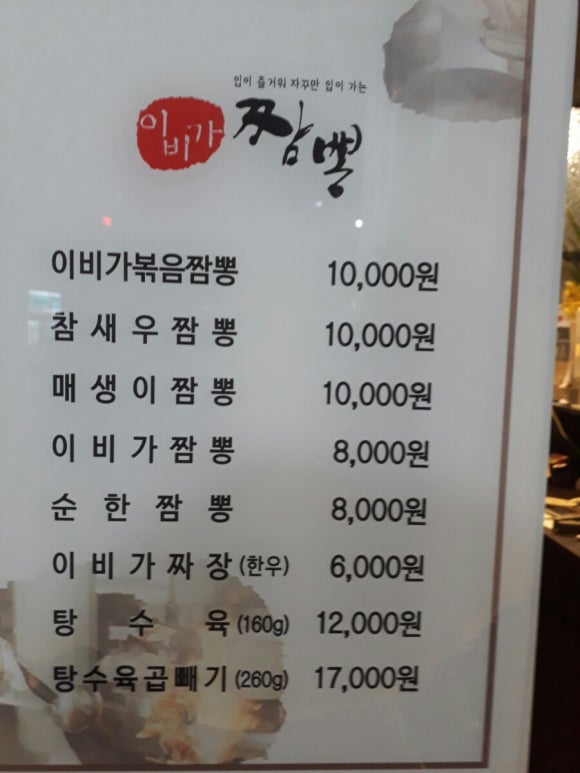 입이 즐거워 자꾸만 입이 가는
이비가 짬뽕
이비가볶음짬뽕 10,000원
참새우짬뽕 10,000원
매생이짬뽕 10,000원
이비가짬뽕 8,000원
순한짬뽕 8,000원
이비가짜장(한우) 6,000원
탕수육(160g) 12,000원
탕수육곱빼기(260g) 17,000원